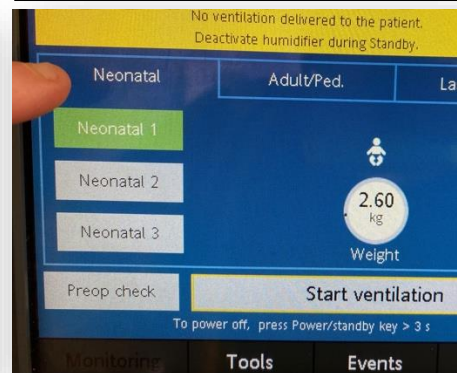 No ventilation delivered to the patient.
Deactivate humidifier during Standby.
Neonatal
Adult/Ped.
La
Neonatal 1
Neonatal 2
Neonatal 3
2.60
kg
Weight
Preop check
Start ventilation
To power off, press Power/standby key > 3 s
Monitoring
Tools
Events